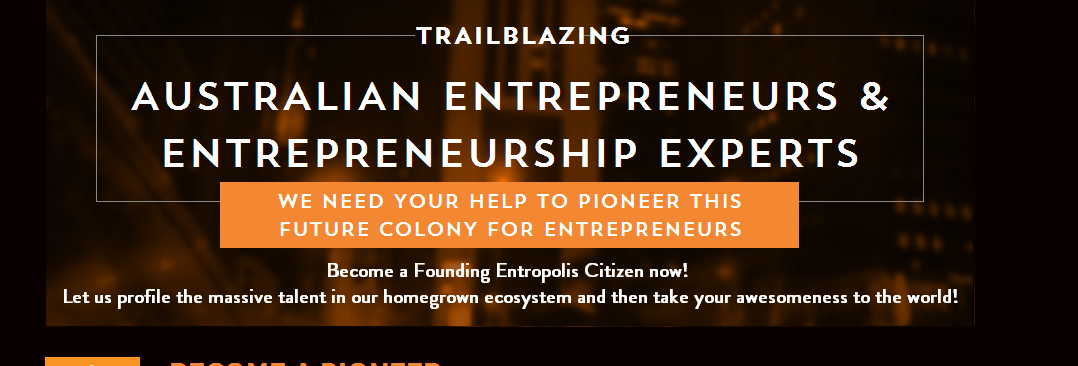 TRAILBLAZING
AUSTRALIAN ENTREPRENEURS &
ENTREPRENEURSHIP EXPERTS
WE NEED YOUR HELP TO PIONEER THIS
FUTURE COLONY FOR ENTREPRENEURS
Become a Founding Entropolis Citizen now!
Let us profile the massive talent in our homegrown ecosystem and then take your awesomeness to the world!
BECOME A PIONEER